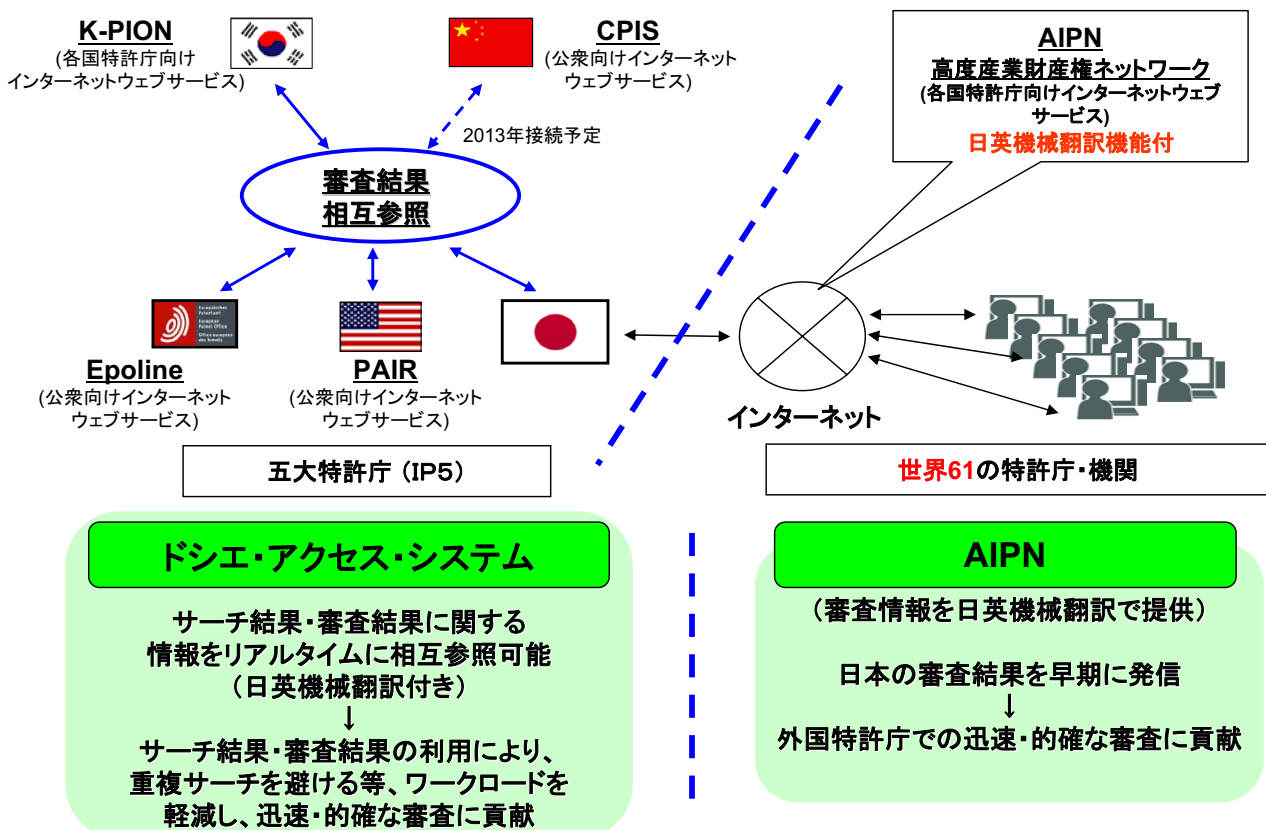 K-PION
(各国特許庁向け
インターネットウェブサービス)
CPIS
(公衆向けインターネット
ウェブサービス)
2013年接続予定
審査結果
相互参照
Europäisches
Patentamt
European
Patent Office
Office européen
des brevets
Epoline
(公衆向けインターネット
ウェブサービス)
PAIR
(公衆向けインターネット
ウェブサービス)
五大特許庁 (IP5)
AIPN
高度産業財産権ネットワーク
(各国特許庁向けインターネットウェブ
サービス)
日英機械翻訳機能付
インターネット
世界61の特許庁・機関
ドシエ・アクセス・システム
サーチ結果・審査結果に関する
情報をリアルタイムに相互参照可能
(日英機械翻訳付き)
↓
サーチ結果・審査結果の利用により、
重複サーチを避ける等、ワークロードを
軽減し、迅速・的確な審査に貢献
AIPN
(審査情報を日英機械翻訳で提供)
日本の審査結果を早期に発信
↓
外国特許庁での迅速・的確な審査に貢献